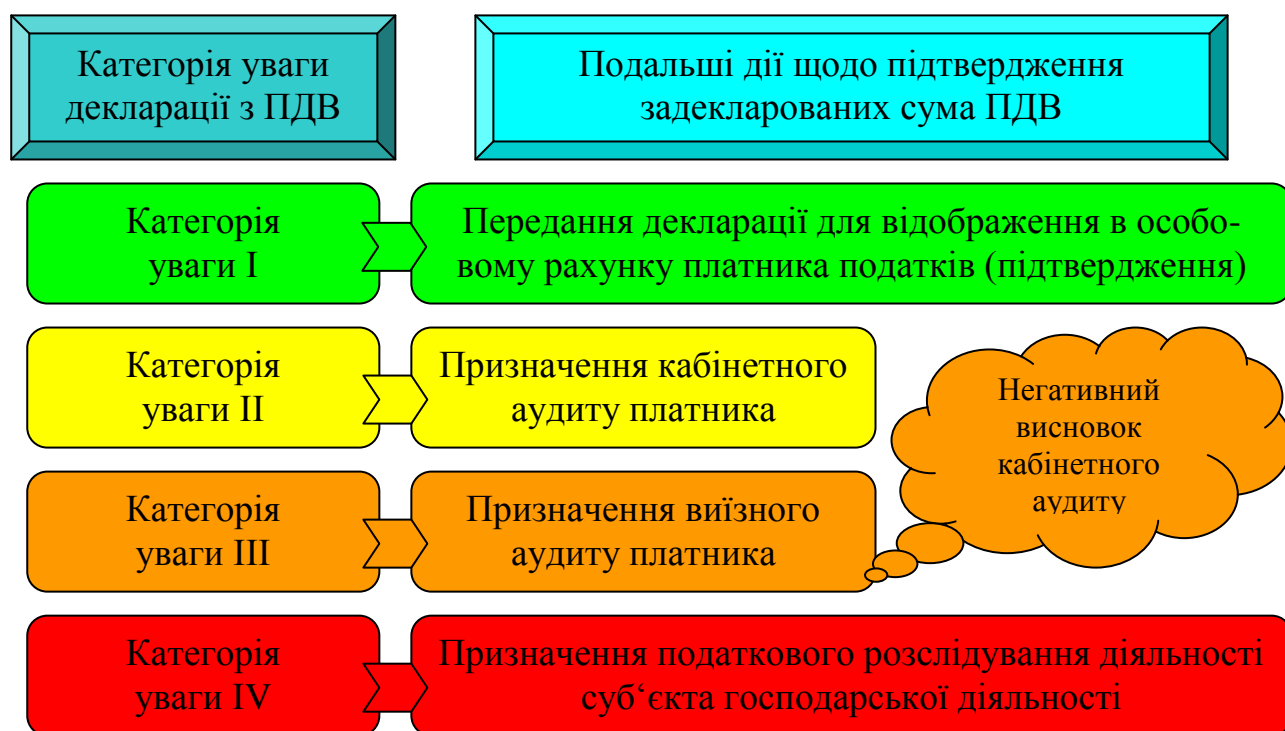 Категорія уваги
декларації з ПДВ
Подальші дії щодо підтвердження
задекларованих сума ПДВ
Категорія
уваги I
Передання декларації для відображення в особо-
вому рахунку платника податків (підтвердження)
Категорія
уваги II
Призначення кабінетного
аудиту платника
Негативний
висновок
кабінетного
аудиту
Категорія
уваги III
Призначення виїзного
аудиту платника
Категорія
уваги IV
Призначення податкового розслідування діяльності
суб‘єкта господарської діяльності